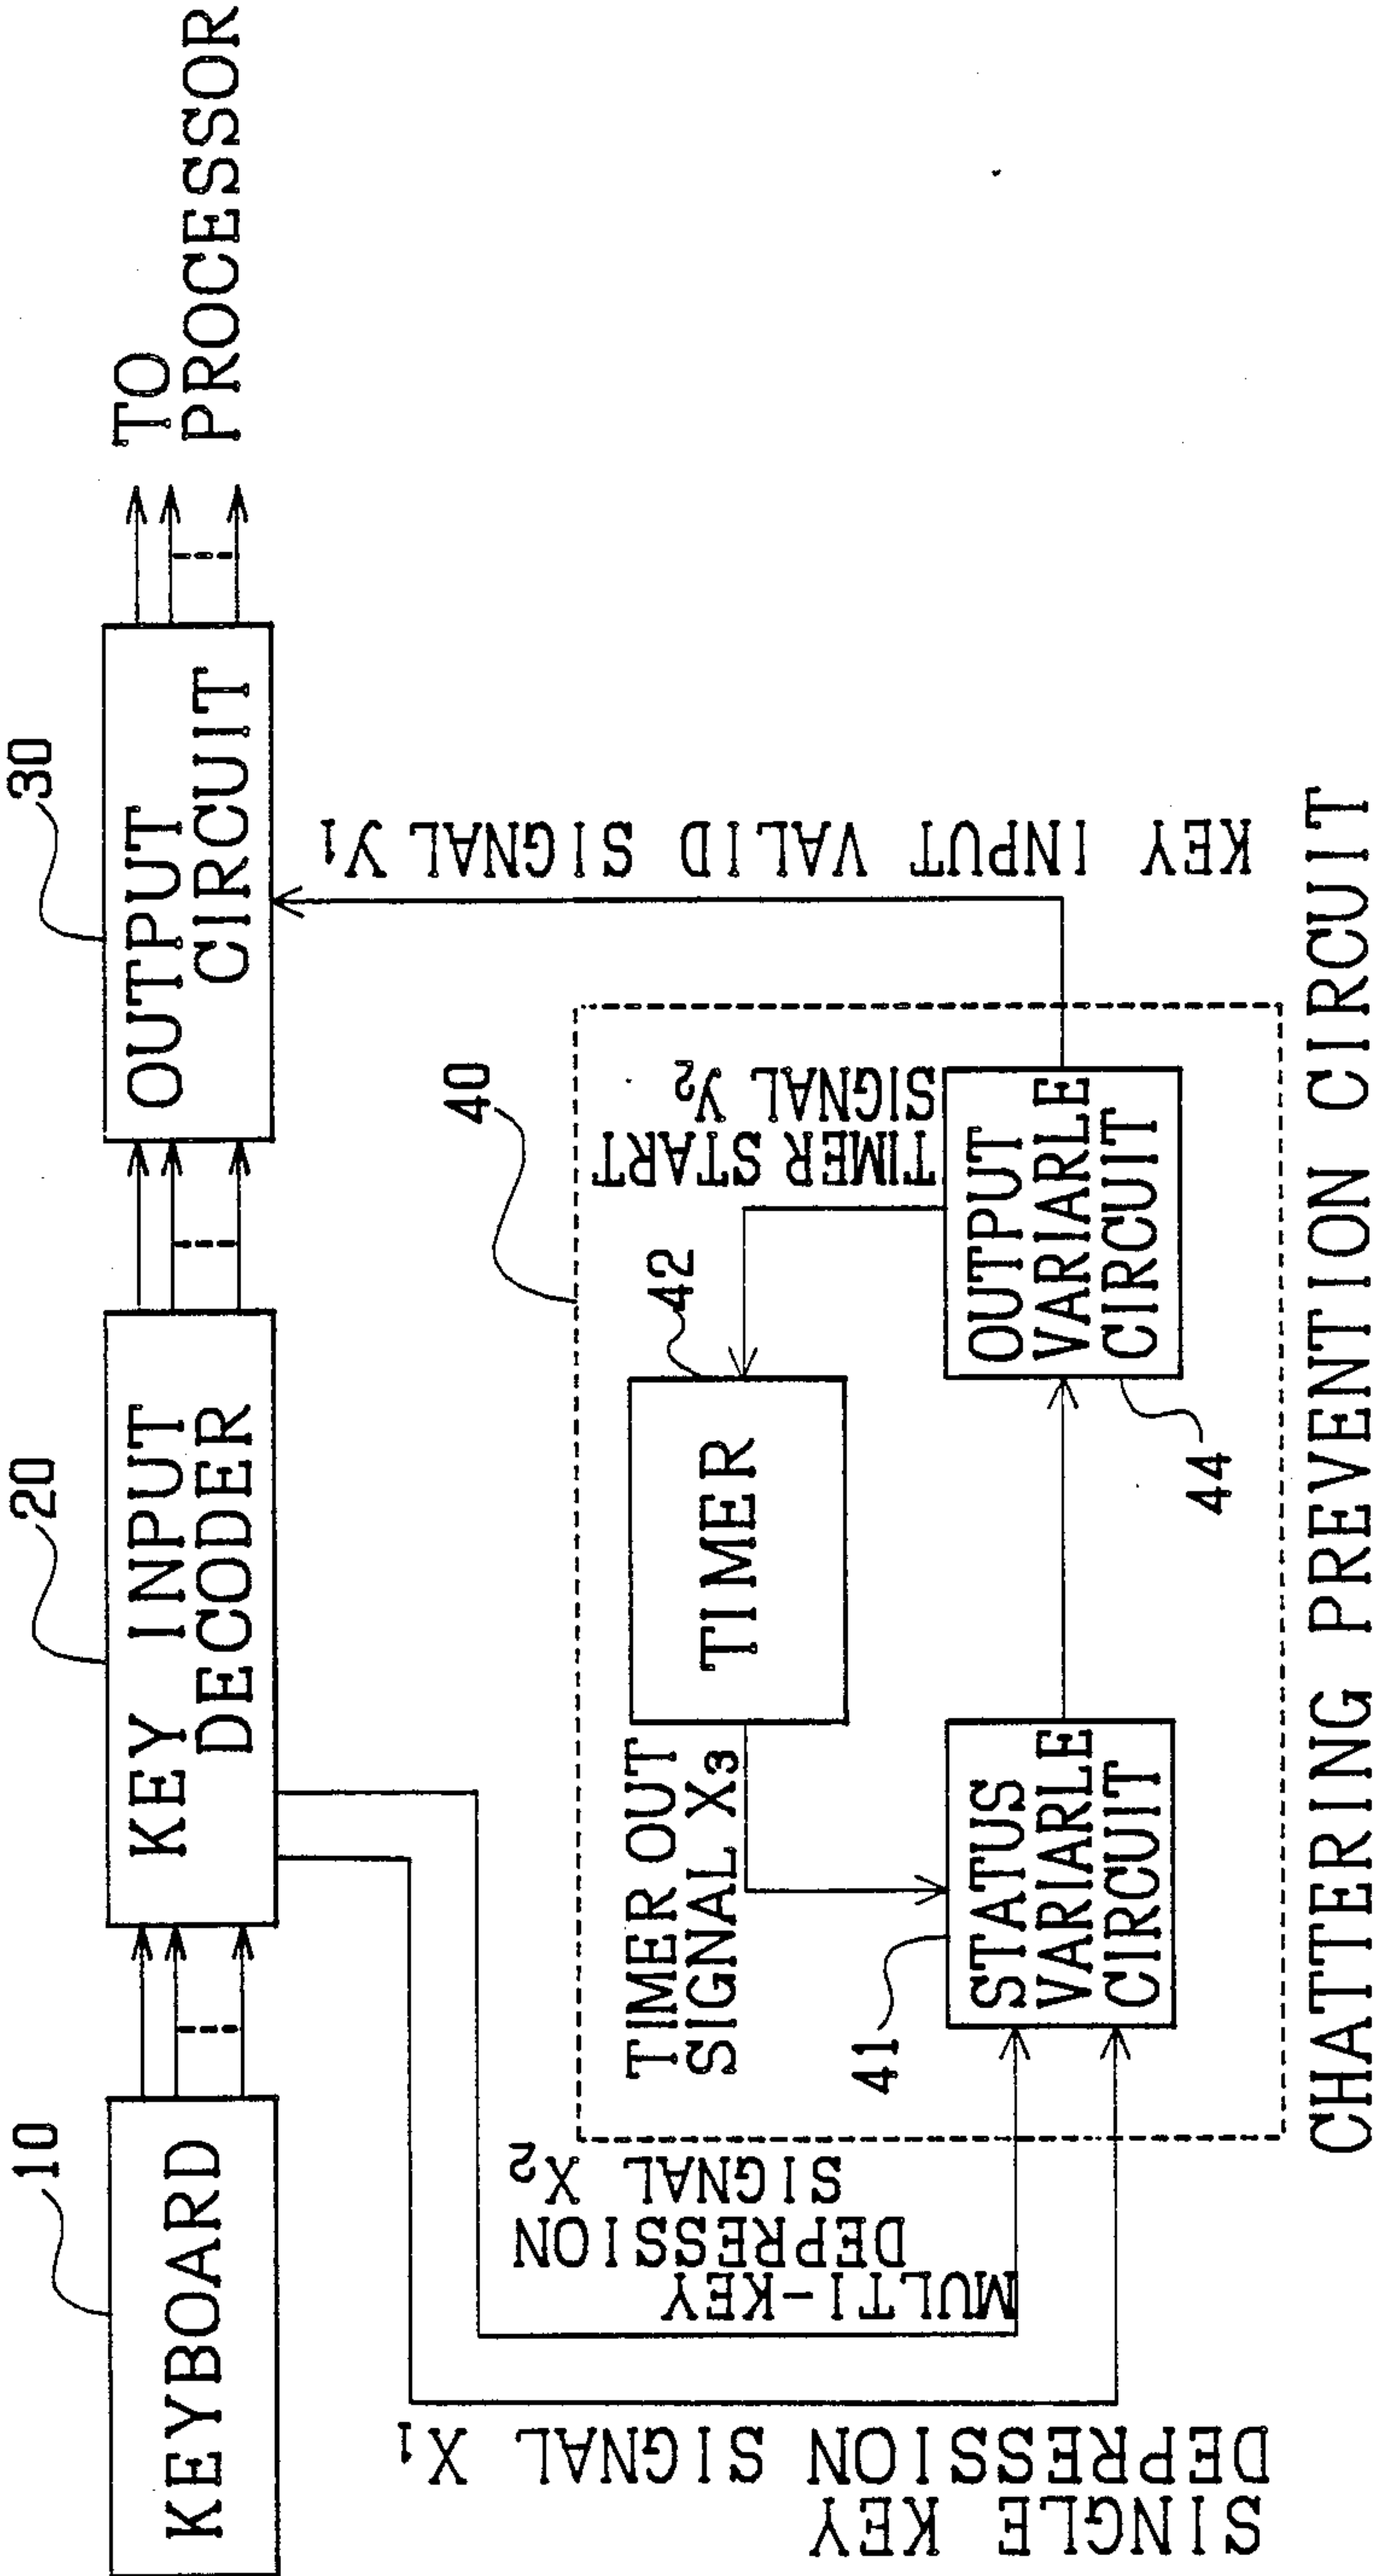 10
KEYBOARD
20
KEY INPUT
DECODER
30
OUTPUT
CIRCUIT
TO
PROCESSOR
SINGLE KEY
DEPRESSION SIGNAL X1
MULTI-KEY
DEPRESSION
SIGNAL X2
40
TIMER OUT
SIGNAL X3
42
TIMER
TIMER START
SIGNAL Y2
41
STATUS
VARIARLE
CIRCUIT
44
OUTPUT
VARIARLE
CIRCUIT
KEY INPUT VALID SIGNAL Y1
CHATTERING PREVENTION CIRCUIT